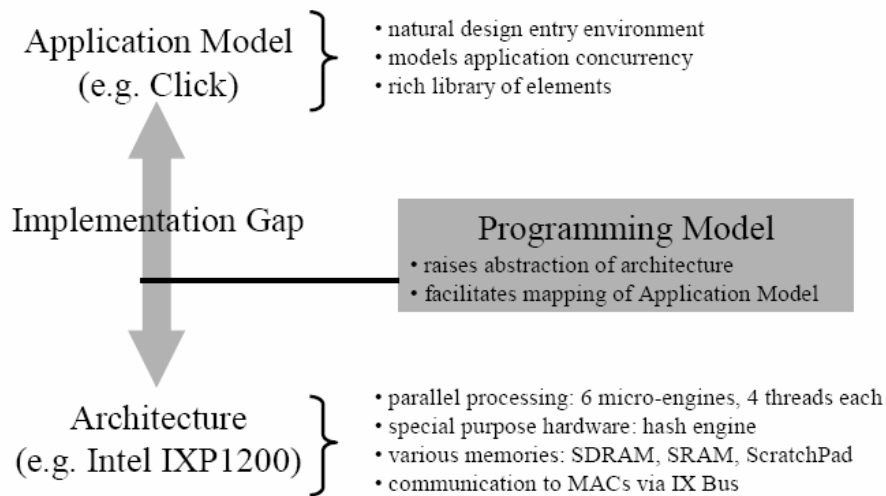 Application Model
(e.g. Click)
• natural design entry environment
• models application concurrency
• rich library of elements
Implementation Gap
Programming Model
• raises abstraction of architecture
• facilitates mapping of Application Model
Architecture
(e.g. Intel IXP1200)
• parallel processing: 6 micro-engines, 4 threads each
• special purpose hardware: hash engine
• various memories: SDRAM, SRAM, ScratchPad
• communication to MACs via IX Bus